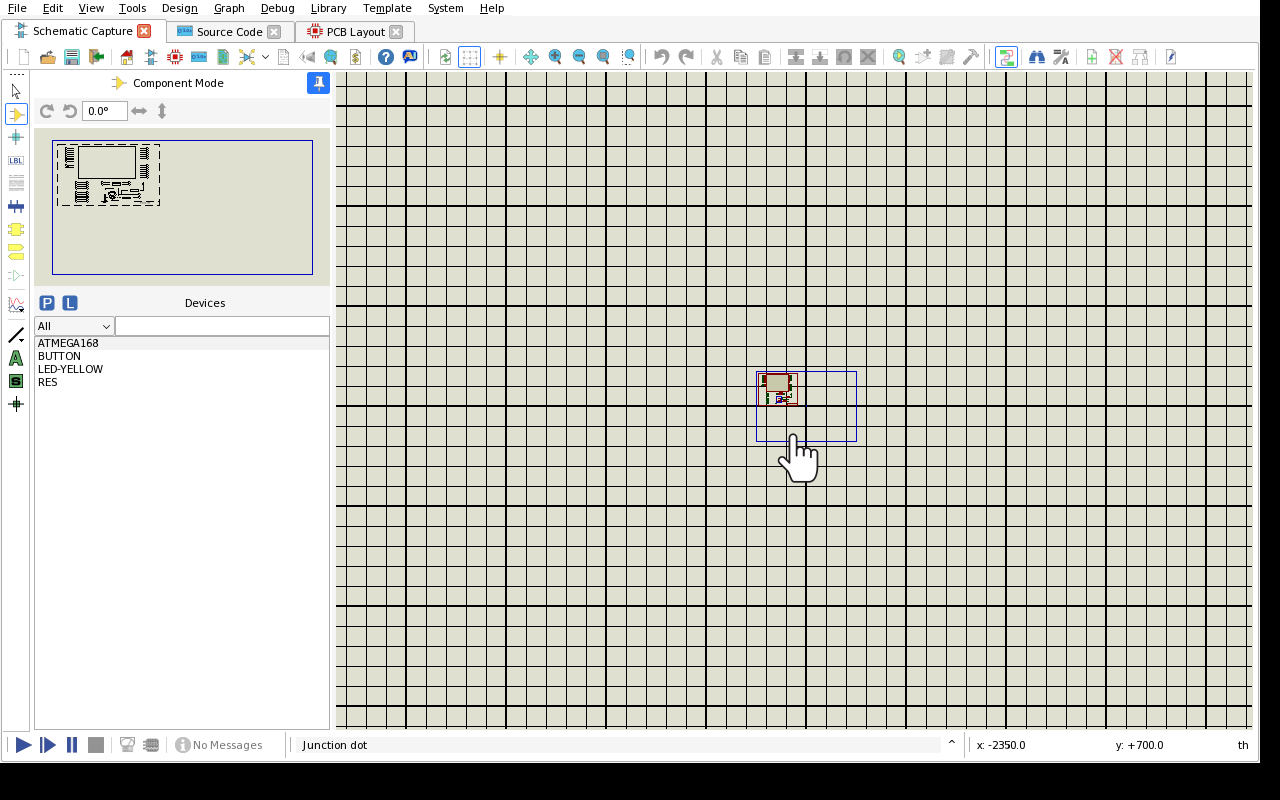 File Edit View Tools Design Graph Debug Library Template System Help
Schematic Capture Source Code PCB Layout
Component Mode
0.0°
LBL
P L Devices
All
ATMEGA168
BUTTON
LED-YELLOW
RES
A
S
No Messages Junction dot x: -2350.0 y: +700.0 th